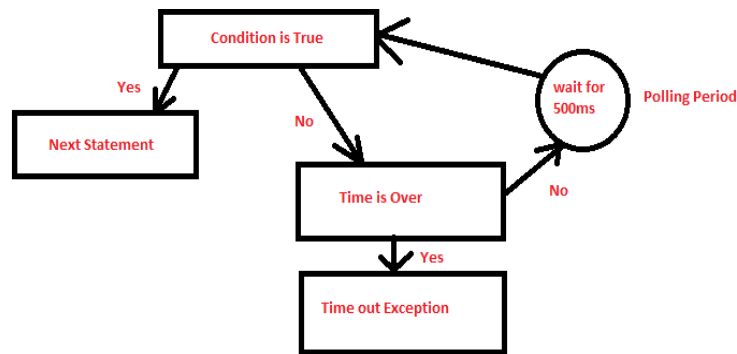 Condition is True
Yes
wait for
500ms
Polling Period
No
Next Statement
Time is Over
No
Yes
Time out Exception